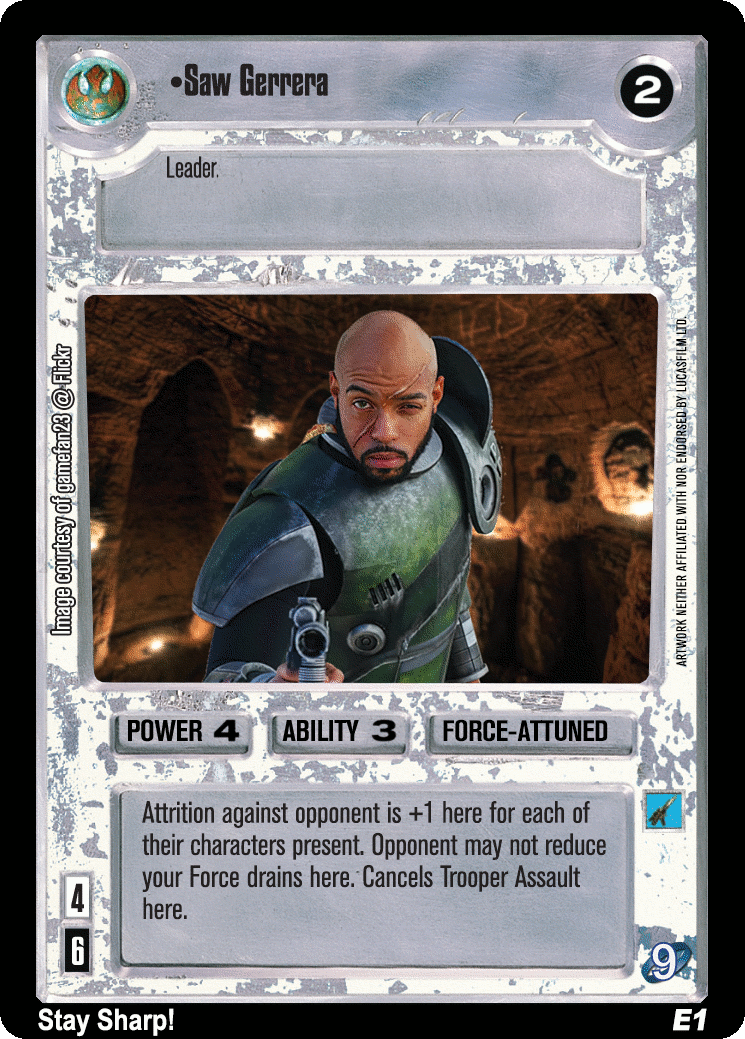 •Saw Gerrera
2
Leader.
Image courtesy of gamefan23 @ Flickr
ARTWORK NEITHER AFFILIATED WITH NOR ENDORSED BY LUCASFILM LTD.
POWER 4
ABILITY 3
FORCE-ATTUNED
Attrition against opponent is +1 here for each of
their characters present. Opponent may not reduce
your Force drains here. Cancels Trooper Assault
here.
4
6
9
Stay Sharp!
E1